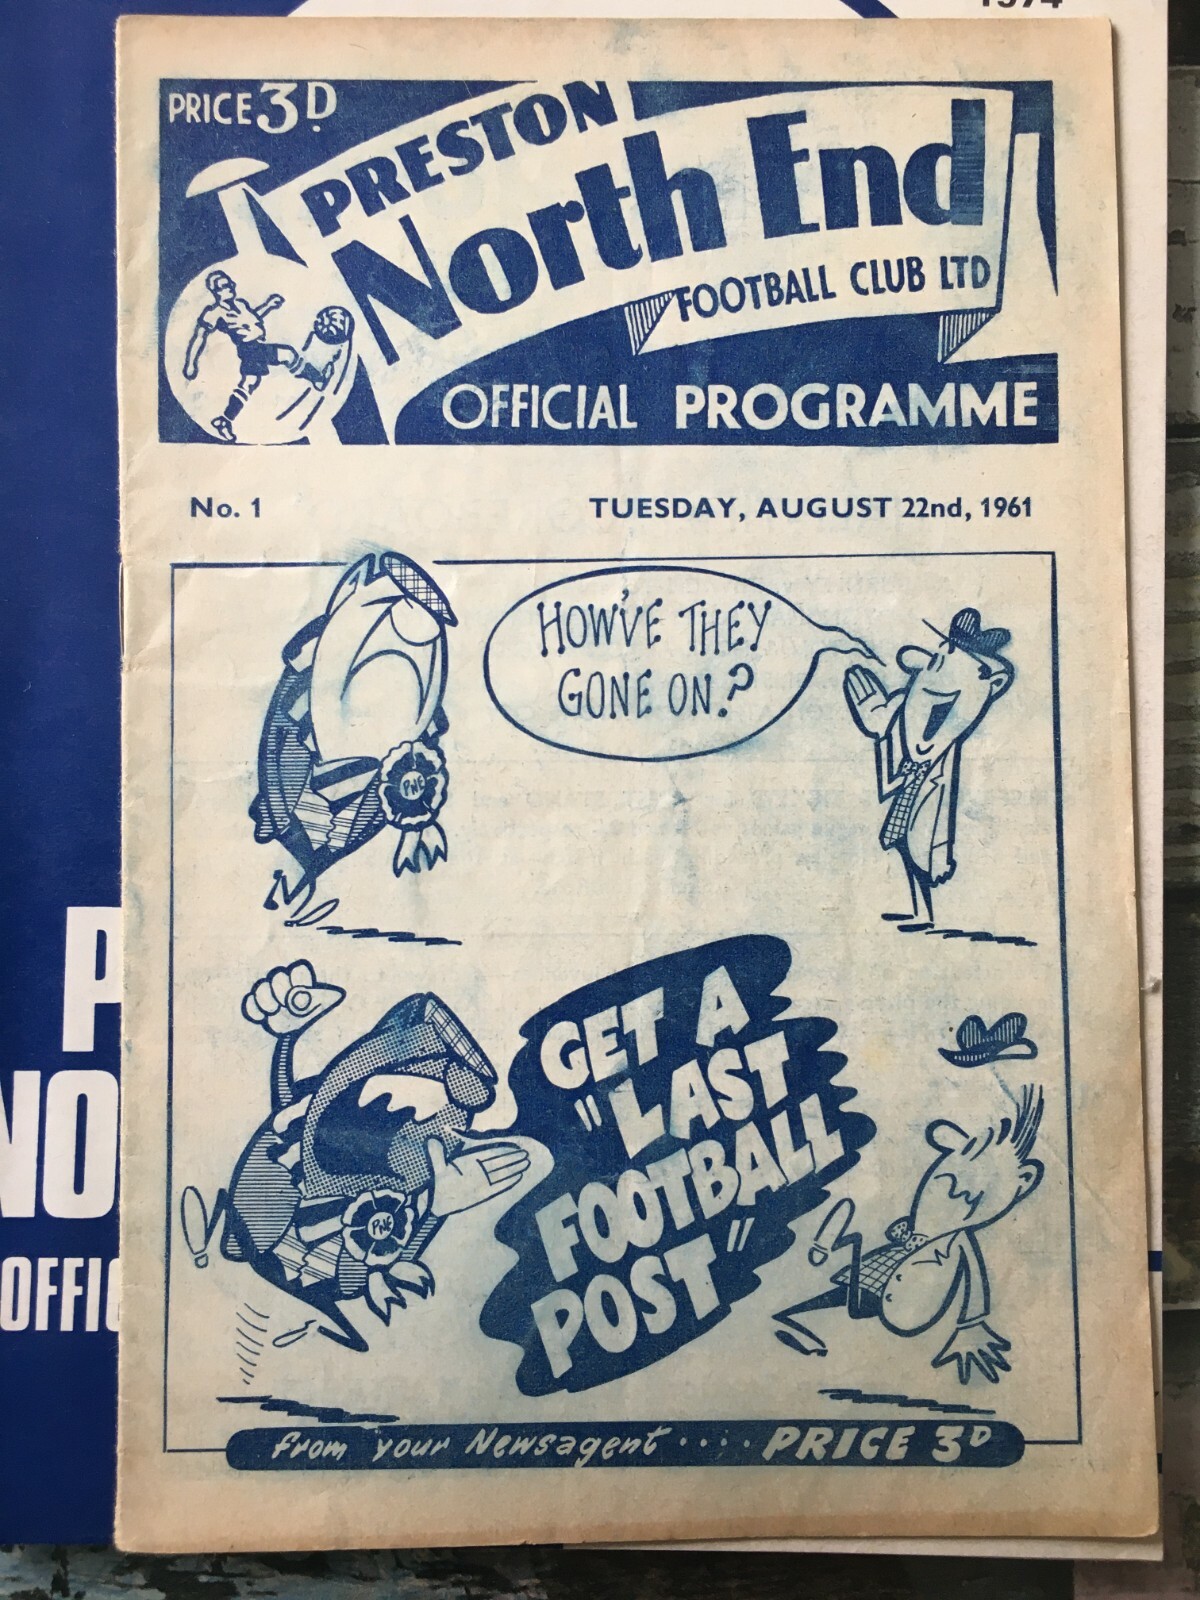 1974
PRICE 3D.
PRESTON
North End
FOOTBALL CLUB LTD
OFFICIAL PROGRAMME
No. 1 TUESDAY, AUGUST 22nd, 1961
HOW'VE THEY
GONE ON.?
PNE
GET A
"LAST
FOOTBALL
POST"
PNE
from your Newsagent .... PRICE 3D
P
NO
OFFIC